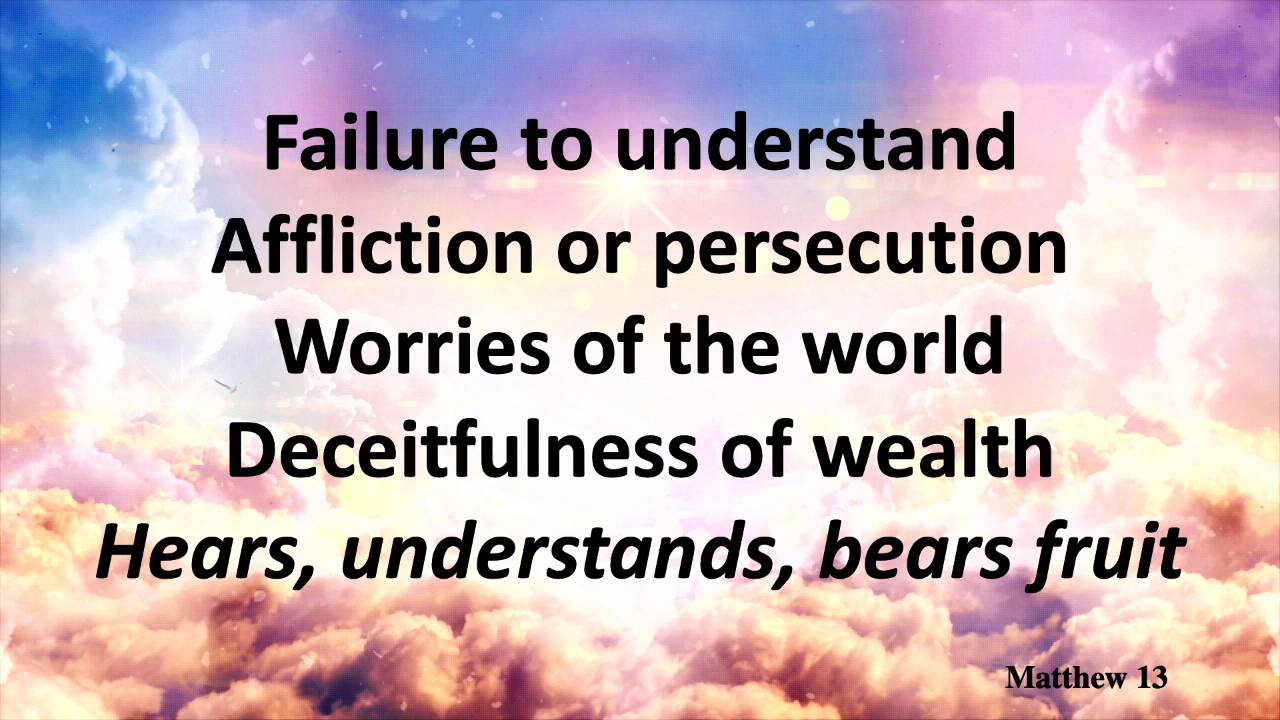 Failure to understand
Affliction or persecution
Worries of the world
Deceitfulness of wealth
Hears, understands, bears fruit
Matthew 13